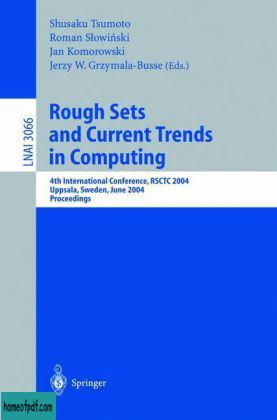 Shusaku Tsumoto
Roman Słowiński
Jan Komorowski
Jerzy W. Grzymala-Busse (Eds.)
LNAI 3066
Rough Sets
and Current Trends
in Computing
4th International Conference, RSCTC 2004
Uppsala, Sweden, June 2004
Proceedings
Springer
homeofpdf.com